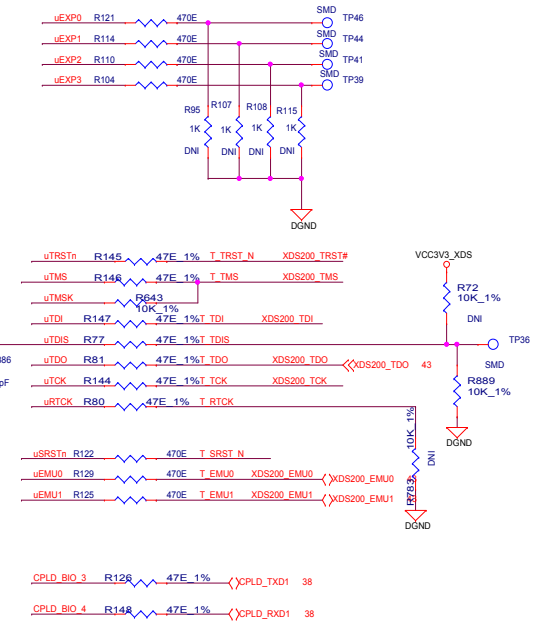 SMD
uEXP0 R121 470E TP46
SMD
uEXP1 R114 470E TP44
SMD
uEXP2 R110 470E TP41
SMD
uEXP3 R104 470E TP39
R95 R107 R108 R115
1K 1K 1K 1K
DNI DNI DNI DNI
DGND
uTRSTn R145 47E_1% T_TRST_N XDS200_TRST#
VCC3V3_XDS
uTMS R146 47E_1% T_TMS XDS200_TMS
R72
10K_1%
DNI
uTMSK R643
10K_1%
uTDI R147 47E_1% T_TDI XDS200_TDI
uTDIS R77 47E_1% T_TDIS
TP36
SMD
86
uTDO R81 47E_1% T_TDO XDS200_TDO XDS200_TDO 43
pF
uTCK R144 47E_1% T_TCK XDS200_TCK
R889
10K_1%
DGND
uRTCK R80 47E_1% T_RTCK
R783 10K_1%
DNI
DGND
uSRSTn R122 470E T_SRST_N
uEMU0 R129 470E T_EMU0 XDS200_EMU0 XDS200_EMU0
uEMU1 R125 470E T_EMU1 XDS200_EMU1 XDS200_EMU1
CPLD_BIO_3 R126 47E_1% CPLD_TXD1 38
CPLD_BIO_4 R148 47E_1% CPLD_RXD1 38